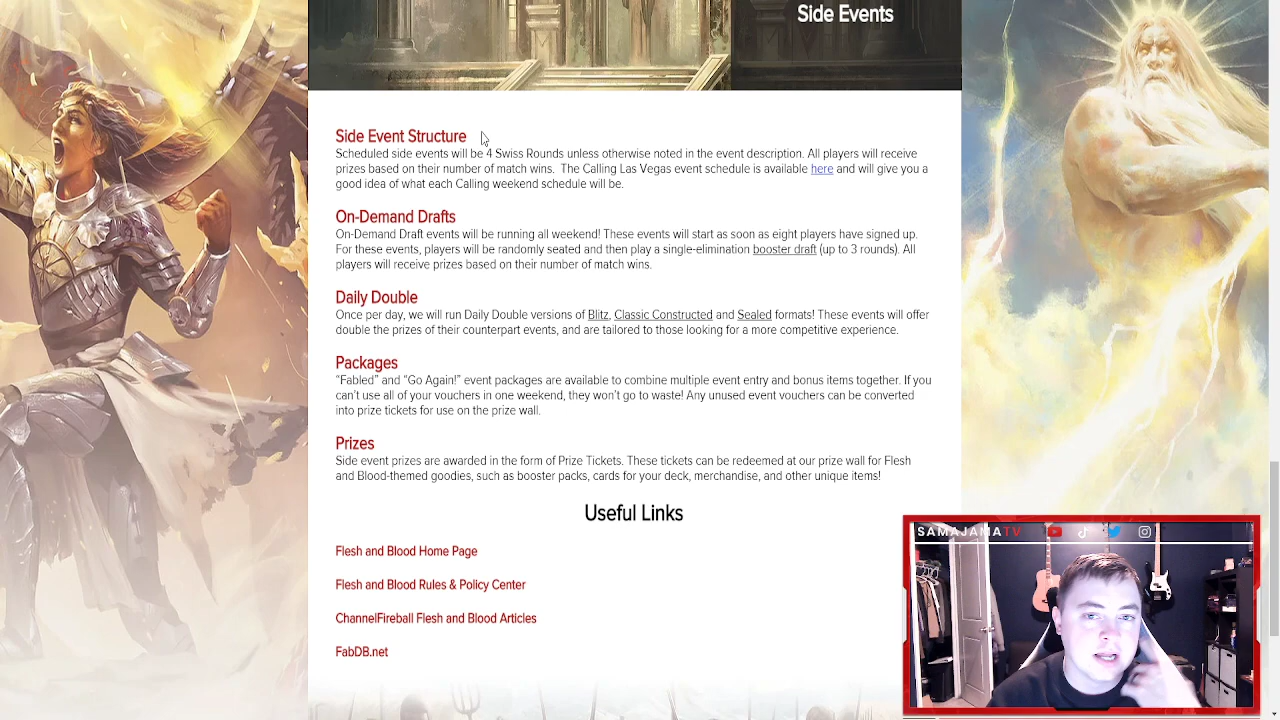 Side Events
Side Event Structure
Scheduled side events will be 4 Swiss Rounds unless otherwise noted in the event description. All players will receive
prizes based on their number of match wins. The Calling Las Vegas event schedule is available here and will give you a
good idea of what each Calling weekend schedule will be.
On-Demand Drafts
On-Demand Draft events will be running all weekend! These events will start as soon as eight players have signed up.
For these events, players will be randomly seated and then play a single-elimination booster draft (up to 3 rounds). All
players will receive prizes based on their number of match wins.
Daily Double
Once per day, we will run Daily Double versions of Blitz, Classic Constructed and Sealed formats! These events will offer
double the prizes of their counterpart events, and are tailored to those looking for a more competitive experience.
Packages
“Fabled” and “Go Again!” event packages are available to combine multiple event entry and bonus items together. If you
can’t use all of your vouchers in one weekend, they won’t go to waste! Any unused event vouchers can be converted
into prize tickets for use on the prize wall.
Prizes
Side event prizes are awarded in the form of Prize Tickets. These tickets can be redeemed at our prize wall for Flesh
and Blood-themed goodies, such as booster packs, cards for your deck, merchandise, and other unique items!
Useful Links
Flesh and Blood Home Page
Flesh and Blood Rules & Policy Center
ChannelFireball Flesh and Blood Articles
FabDB.net
SAMAJAMATV